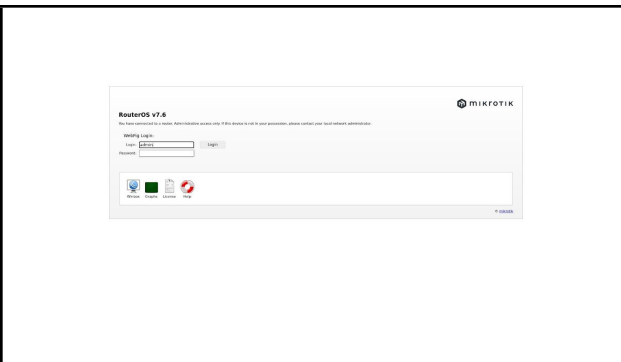 mikrotik
RouterOS v7.6
You have connected to a router. Administrative access only. If this device is not in your possession, please contact your local network administrator.
WebFig Login:
Login: admin Login
Password:
Winbox Graphs License Help
© mikrotik